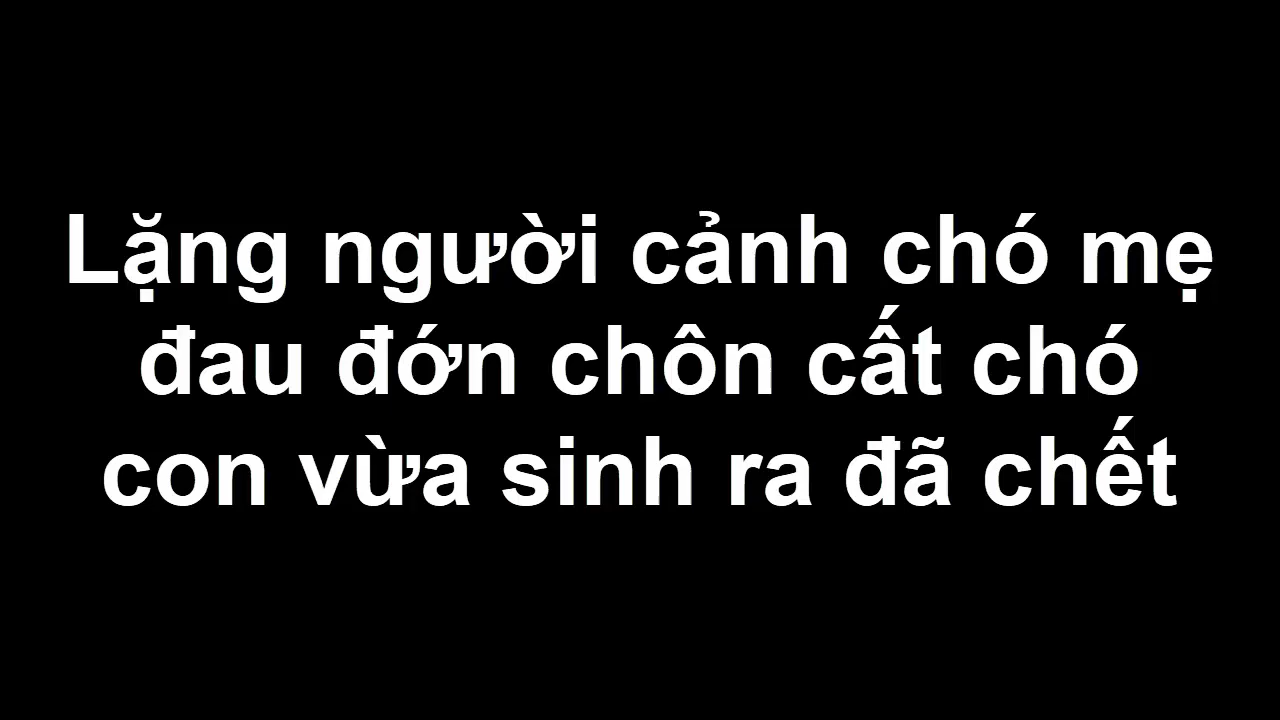 Lặng người cảnh chó mẹ
đau đớn chôn cất chó
con vừa sinh ra đã chết